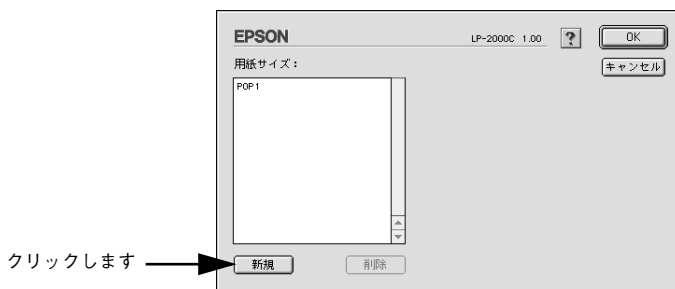 EPSON
LP-2000C 1.00
?
OK
用紙サイズ：
キャンセル
POP1
クリックします
新規
削除